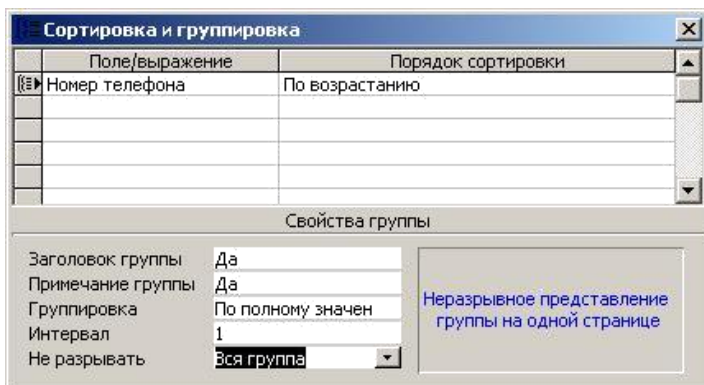 Сортировка и группировка
Поле/выражение Порядок сортировки
Номер телефона По возрастанию
Свойства группы
Заголовок группы Да
Примечание группы Да
Группировка По полному значен
Интервал 1
Не разрывать Вся группа
Неразрывное представление
группы на одной странице